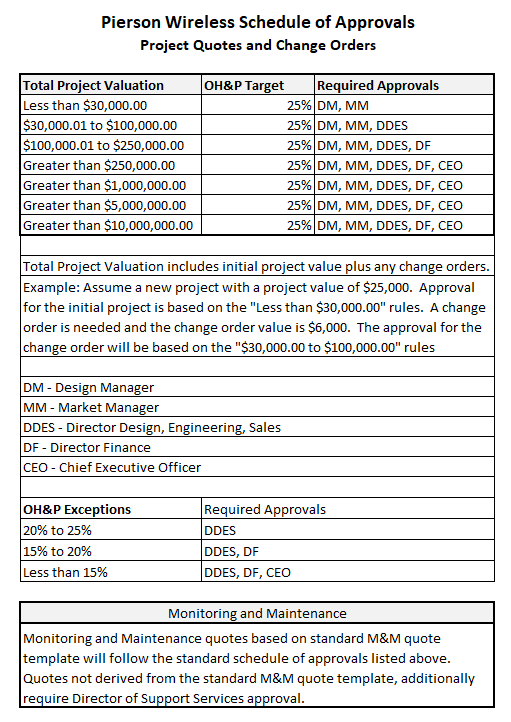 Pierson Wireless Schedule of Approvals
Project Quotes and Change Orders
Total Project Valuation OH&P Target Required Approvals
Less than $30,000.00 25% DM, MM
$30,000.01 to $100,000.00 25% DM, MM, DDES
$100,000.01 to $250,000.00 25% DM, MM, DDES, DF
Greater than $250,000.00 25% DM, MM, DDES, DF, CEO
Greater than $1,000,000.00 25% DM, MM, DDES, DF, CEO
Greater than $5,000,000.00 25% DM, MM, DDES, DF, CEO
Greater than $10,000,000.00 25% DM, MM, DDES, DF, CEO
Total Project Valuation includes initial project value plus any change orders.
Example: Assume a new project with a project value of $25,000. Approval
for the initial project is based on the "Less than $30,000.00" rules. A change
order is needed and the change order value is $6,000. The approval for the
change order will be based on the "$30,000.00 to $100,000.00" rules
DM - Design Manager
MM - Market Manager
DDES - Director Design, Engineering, Sales
DF - Director Finance
CEO - Chief Executive Officer
OH&P Exceptions Required Approvals
20% to 25% DDES
15% to 20% DDES, DF
Less than 15% DDES, DF, CEO
Monitoring and Maintenance
Monitoring and Maintenance quotes based on standard M&M quote
template will follow the standard schedule of approvals listed above.
Quotes not derived from the standard M&M quote template, additionally
require Director of Support Services approval.